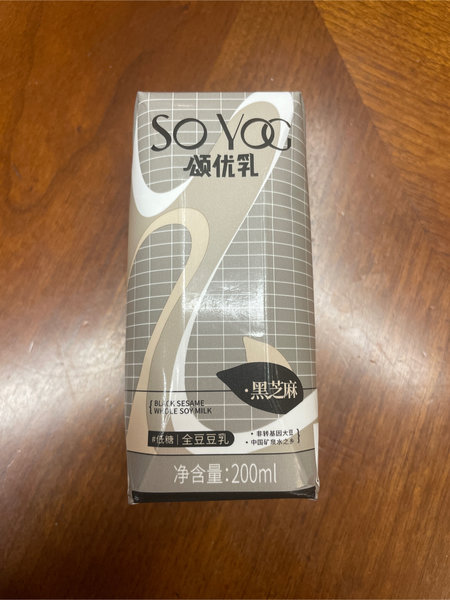 SO YOG
颂优乳
·黑芝麻
BLACK SESAME
WHOLE SOY MILK
#低糖 全豆豆乳
• 非转基因大豆
• 中国矿泉水之乡
净含量:200ml